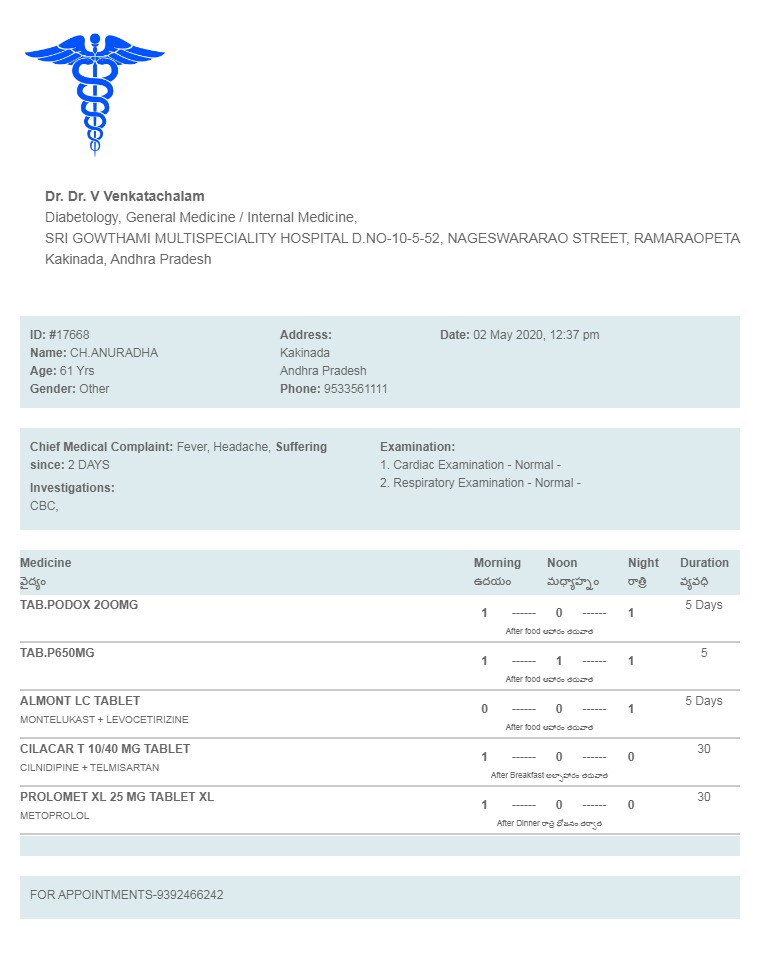 Dr. Dr. V Venkatachalam
Diabetology, General Medicine / Internal Medicine,
SRI GOWTHAMI MULTISPECIALITY HOSPITAL D.NO-10-5-52, NAGESWARARAO STREET, RAMARAOPETA
Kakinada, Andhra Pradesh
ID: #17668
Name: CH.ANURADHA
Age: 61 Yrs
Gender: Other
Address:
Kakinada
Andhra Pradesh
Phone: 9533561111
Date: 02 May 2020, 12:37 pm
Chief Medical Complaint: Fever, Headache, Suffering
since: 2 DAYS
Investigations:
CBC,
Examination:
1. Cardiac Examination - Normal -
2. Respiratory Examination - Normal -
Medicine Morning Noon Night Duration
వైద్యం ఉదయం మధ్యాహ్నం రాత్రి వ్యవధి
TAB.PODOX 2OOMG 1 ------ 0 ------ 1 5 Days
After food ఆహారం తరువాత
TAB.P650MG 1 ------ 1 ------ 1 5
After food ఆహారం తరువాత
ALMONT LC TABLET 0 ------ 0 ------ 1 5 Days
MONTELUKAST + LEVOCETIRIZINE
After food ఆహారం తరువాత
CILACAR T 10/40 MG TABLET 1 ------ 0 ------ 0 30
CILNIDIPINE + TELMISARTAN
After Breakfast అల్పాహారం తరువాత
PROLOMET XL 25 MG TABLET XL 1 ------ 0 ------ 0 30
METOPROLOL
After Dinner రాత్రి భోజనం తర్వాత
FOR APPOINTMENTS-9392466242